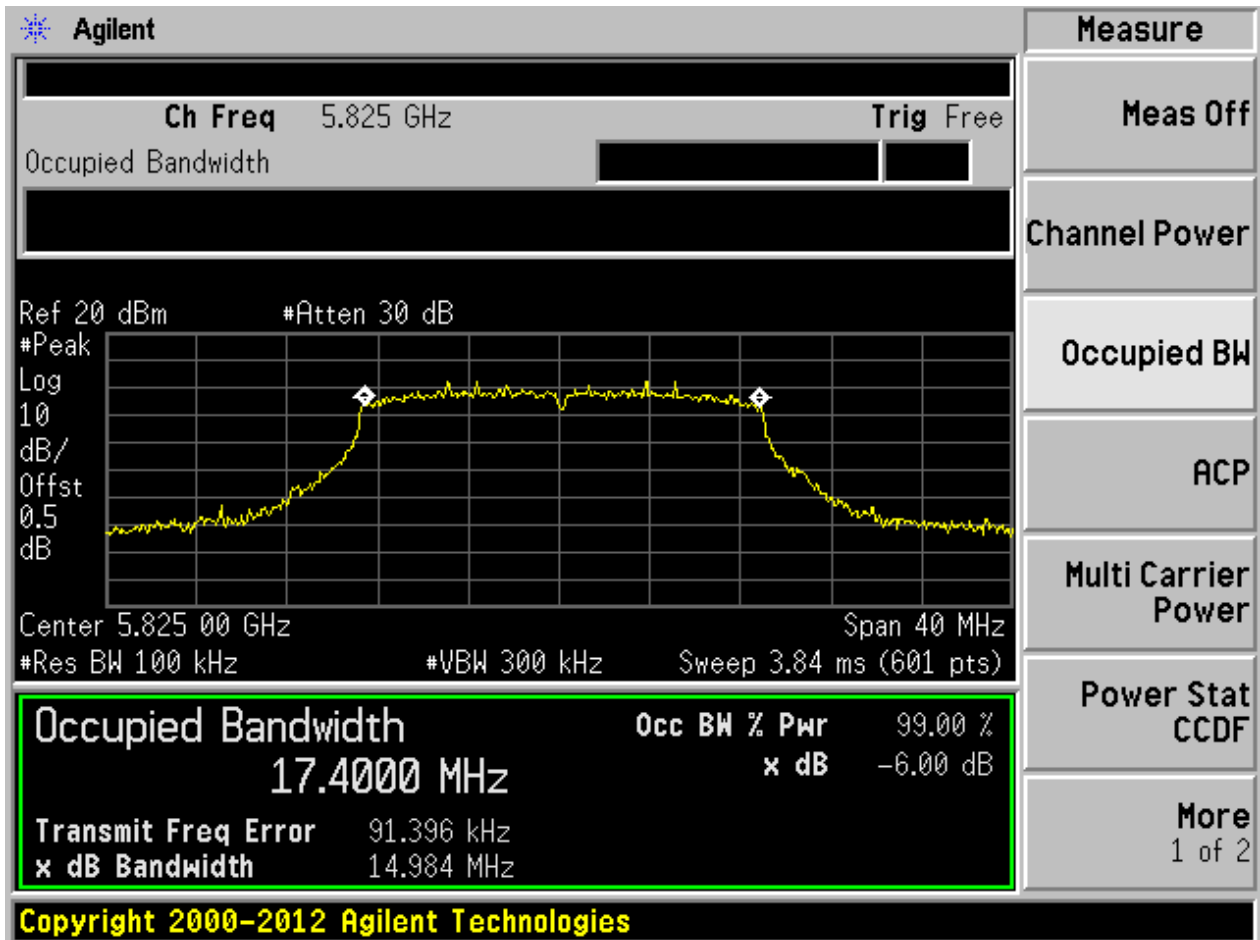 Agilent
Measure
Ch Freq 5.825 GHz Trig Free
Occupied Bandwidth
Meas Off
Channel Power
Occupied BW
ACP
Multi Carrier
Power
Power Stat
CCDF
More
1 of 2
Ref 20 dBm #Atten 30 dB
#Peak
Log
10
dB/
Offst
0.5
dB
Center 5.825 00 GHz Span 40 MHz
#Res BW 100 kHz #VBW 300 kHz Sweep 3.84 ms (601 pts)
Occupied Bandwidth Occ BW % Pwr 99.00 %
17.4000 MHz x dB -6.00 dB
Transmit Freq Error 91.396 kHz
x dB Bandwidth 14.984 MHz
Copyright 2000-2012 Agilent Technologies